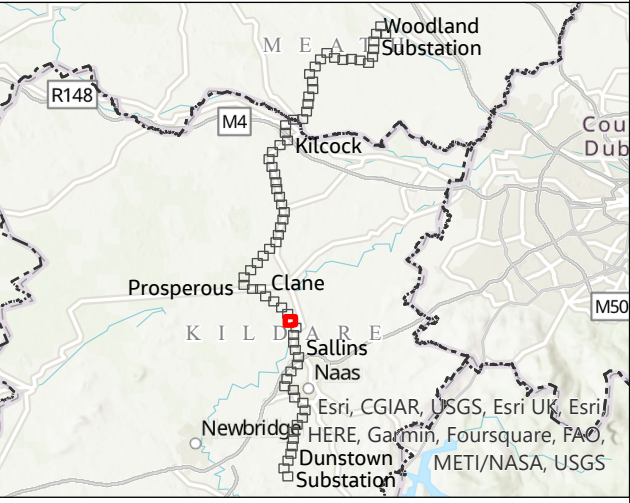 Woodland
Substation
MEATH
R148
M4
Cou
Dub
Kilcock
Prosperous
Clane
M50
KILDARE
Sallins
Naas
Newbridge
Esri, CGIAR, USGS, Esri UK, Esri,
HERE, Garmin, Foursquare, FAO,
METI/NASA, USGS
Dunstown
Substation